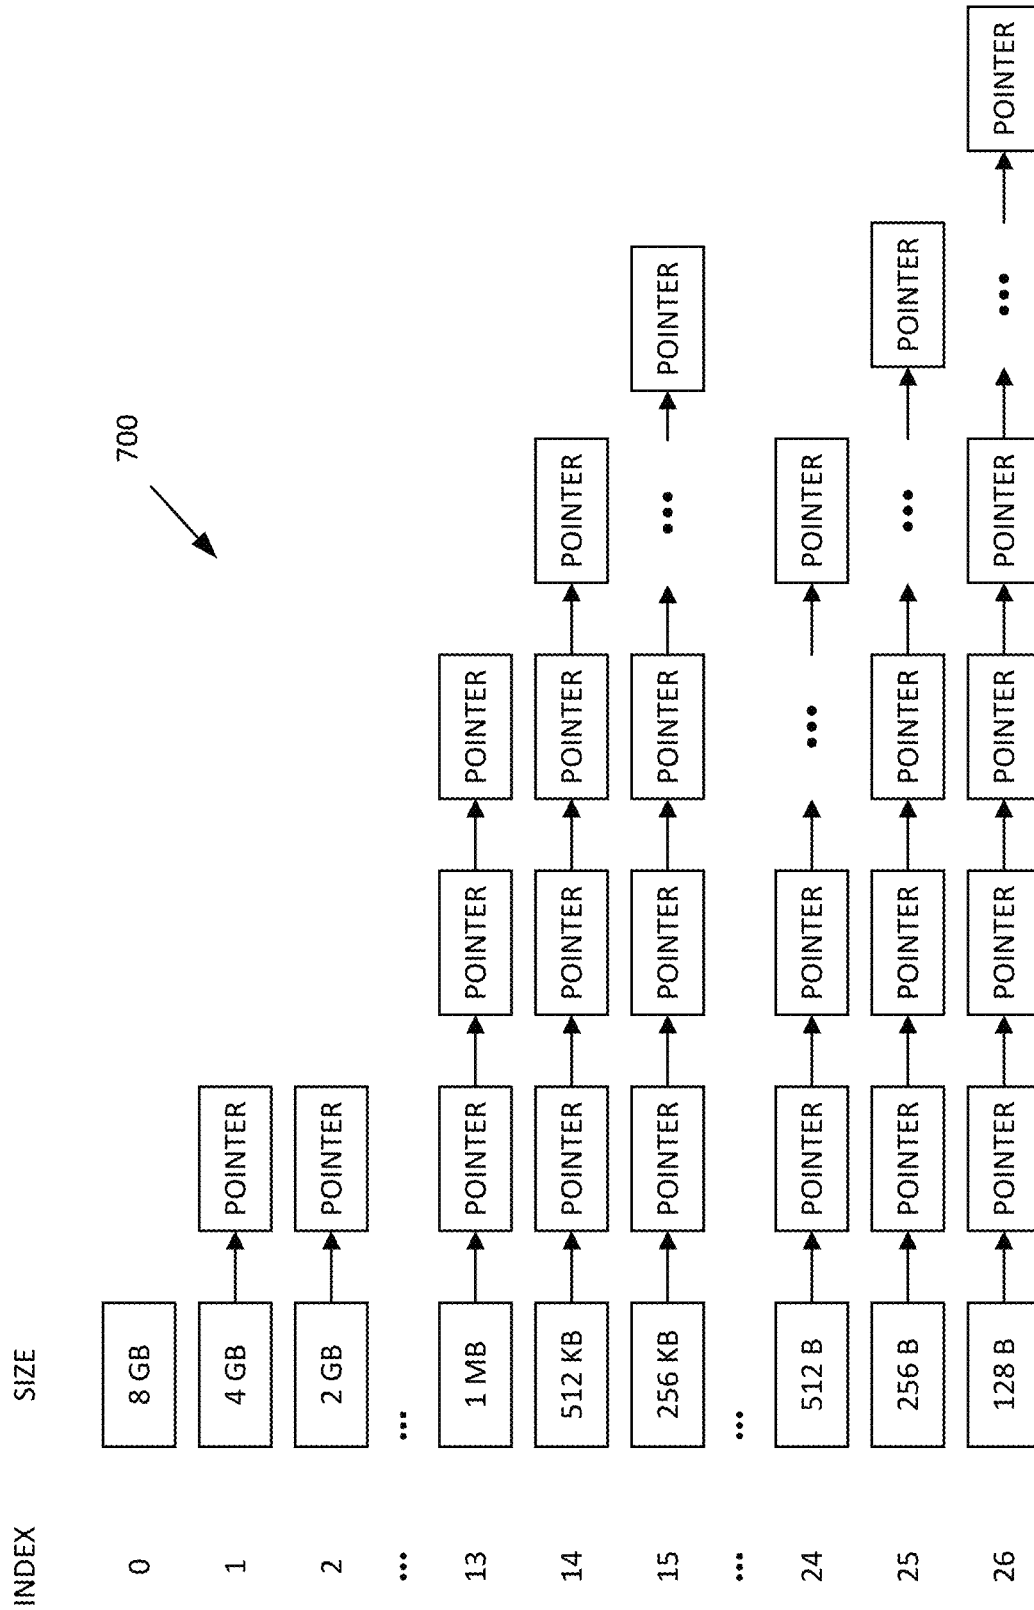 INDEX SIZE
700
0 8 GB
1 4 GB POINTER
2 2 GB POINTER
... ...
13 1 MB POINTER POINTER POINTER
14 512 KB POINTER POINTER POINTER POINTER
15 256 KB POINTER POINTER POINTER ... POINTER
... ...
24 512 B POINTER POINTER ... POINTER
25 256 B POINTER POINTER POINTER ... POINTER
26 128 B POINTER POINTER POINTER POINTER ... POINTER